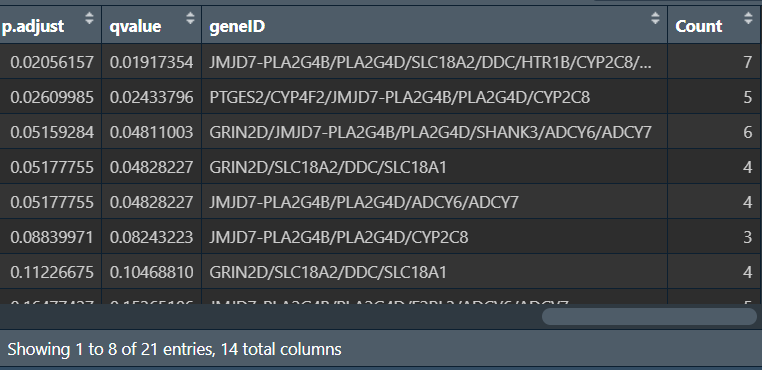 p.adjust qvalue geneID Count
0.02056157 0.01917354 JMJD7-PLA2G4B/PLA2G4D/SLC18A2/DDC/HTR1B/CYP2C8/... 7
0.02609985 0.02433796 PTGES2/CYP4F2/JMJD7-PLA2G4B/PLA2G4D/CYP2C8 5
0.05159284 0.04811003 GRIN2D/JMJD7-PLA2G4B/PLA2G4D/SHANK3/ADCY6/ADCY7 6
0.05177755 0.04828227 GRIN2D/SLC18A2/DDC/SLC18A1 4
0.05177755 0.04828227 JMJD7-PLA2G4B/PLA2G4D/ADCY6/ADCY7 4
0.08839971 0.08243223 JMJD7-PLA2G4B/PLA2G4D/CYP2C8 3
0.11226675 0.10468810 GRIN2D/SLC18A2/DDC/SLC18A1 4
Showing 1 to 8 of 21 entries, 14 total columns